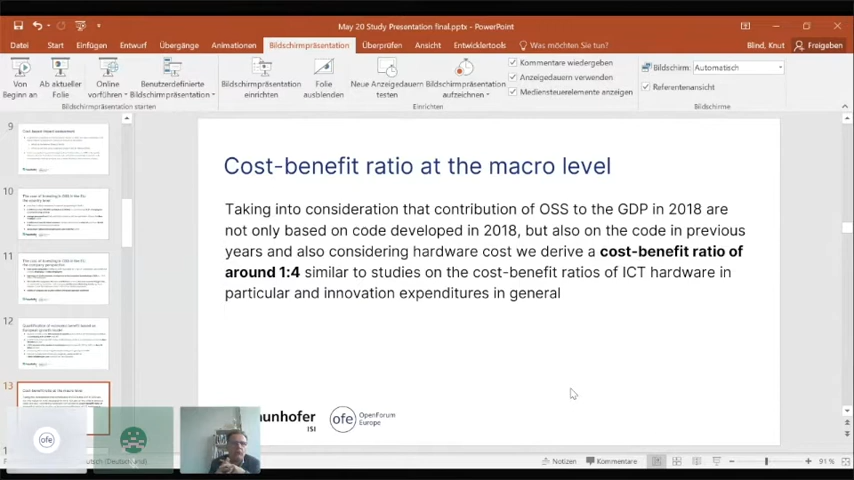 May 20 Study Presentation final.pptx - PowerPoint
Blind, Knut
Freigeben
Datei Start Einfügen Entwurf Übergänge Animationen Bildschirmpräsentation Überprüfen Ansicht Entwicklertools Was möchten Sie tun?
Von Beginn an
Ab aktueller Folie
Online vorführen
Benutzerdefinierte Bildschirmpräsentation
Bildschirmpräsentation starten
Bildschirmpräsentation einrichten
Folie ausblenden
Neue Anzeigedauern testen
Bildschirmpräsentation aufzeichnen
Kommentare wiedergeben
Anzeigedauern verwenden
Mediensteuerelemente anzeigen
Einrichten
Bildschirm: Automatisch
Referentenansicht
Bildschirme
9
10
11
12
13
Cost-benefit ratio at the macro level
Taking into consideration that contribution of OSS to the GDP in 2018 are
not only based on code developed in 2018, but also on the code in previous
years and also considering hardware cost we derive a cost-benefit ratio of
around 1:4 similar to studies on the cost-benefit ratios of ICT hardware in
particular and innovation expenditures in general
aunhofer
ISI
ofe
OpenForum
Europe
ofe
Notizen
Kommentare
91 %